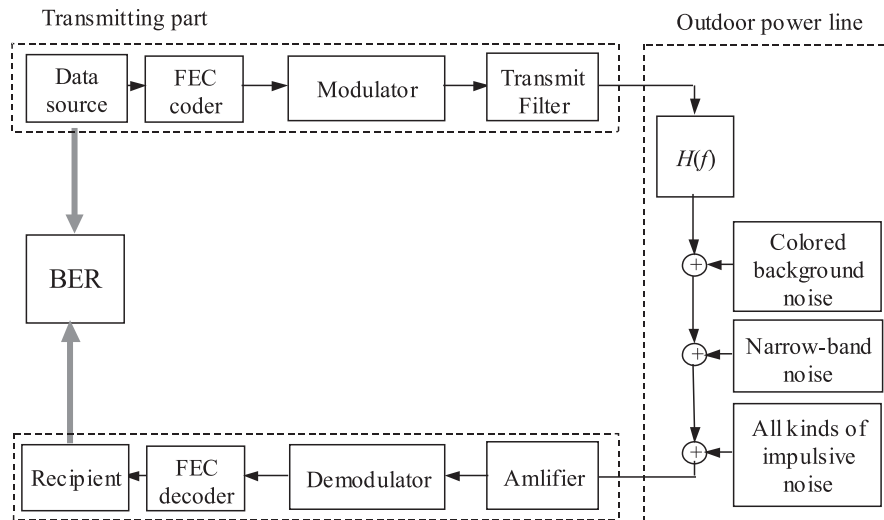 Transmitting part
Outdoor power line
Data
source
FEC
coder
Modulator
Transmit
Filter
H(f)
BER
+
Colored
background
noise
+
Narrow-band
noise
+
All kinds of
impulsive
noise
Recipient
FEC
decoder
Demodulator
Amlifier